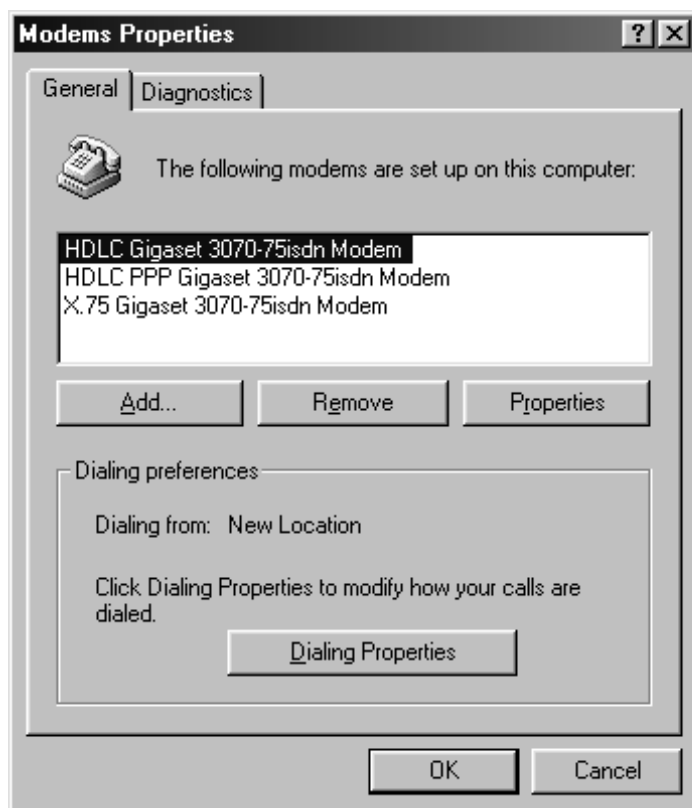 Modems Properties
General Diagnostics
The following modems are set up on this computer:
HDLC Gigaset 3070-75isdn Modem
HDLC PPP Gigaset 3070-75isdn Modem
X.75 Gigaset 3070-75isdn Modem
Add... Remove Properties
Dialing preferences
Dialing from: New Location
Click Dialing Properties to modify how your calls are
dialed.
Dialing Properties
OK Cancel